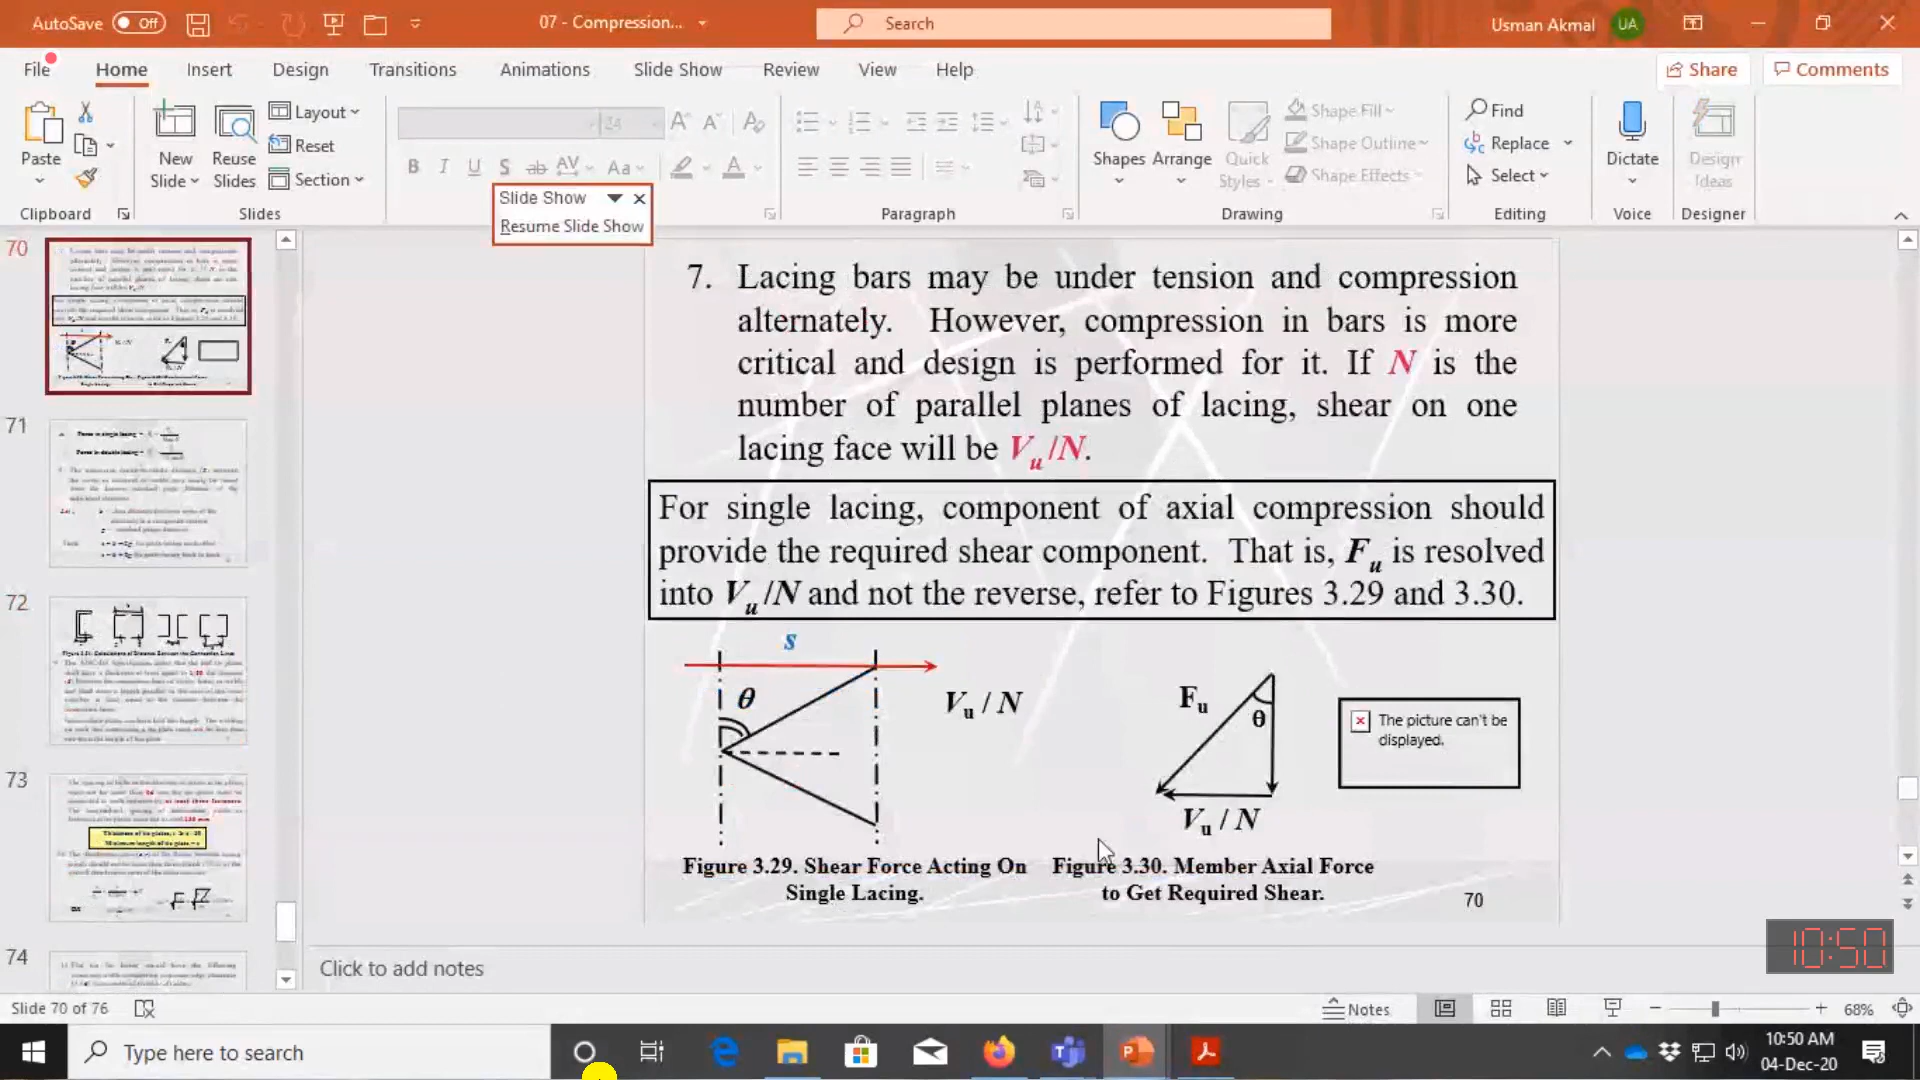 AutoSave Off
07 - Compression...
Search
Usman Akmal UA
File Home Insert Design Transitions Animations Slide Show Review View Help
Share Comments
Paste
Clipboard
New Slide
Reuse Slides
Layout
Reset
Section
Slides
24
B I U S ab AV Aa A
Slide Show
Resume Slide Show
Paragraph
Shapes
Arrange
Quick Styles
Shape Fill
Shape Outline
Shape Effects
Drawing
Find
Replace
Select
Editing
Dictate
Voice
Design Ideas
Designer
70
71
72
73
74
7. Lacing bars may be under tension and compression
alternately. However, compression in bars is more
critical and design is performed for it. If N is the
number of parallel planes of lacing, shear on one
lacing face will be Vu /N.
For single lacing, component of axial compression should
provide the required shear component. That is, Fu is resolved
into Vu /N and not the reverse, refer to Figures 3.29 and 3.30.
s
θ
Vu / N
Fu
θ
Vu / N
The picture can't be
displayed.
Figure 3.29. Shear Force Acting On
Single Lacing.
Figure 3.30. Member Axial Force
to Get Required Shear.
70
10:50
Click to add notes
Slide 70 of 76
Notes
68%
Type here to search
10:50 AM
04-Dec-20